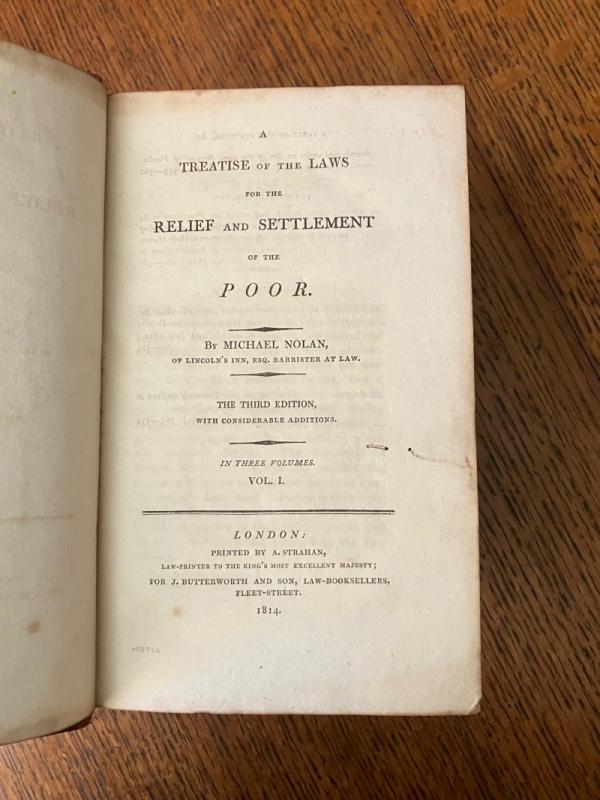 A
TREATISE OF THE LAWS
FOR THE
RELIEF AND SETTLEMENT
OF THE
POOR.
BY MICHAEL NOLAN,
OF LINCOLN'S INN, ESQ. BARRISTER AT LAW.
THE THIRD EDITION,
WITH CONSIDERABLE ADDITIONS.
IN THREE VOLUMES.
VOL. I.
LONDON:
PRINTED BY A. STRAHAN,
LAW-PRINTER TO THE KING'S MOST EXCELLENT MAJESTY;
FOR J. BUTTERWORTH AND SON, LAW-BOOKSELLERS,
FLEET-STREET.
1814.